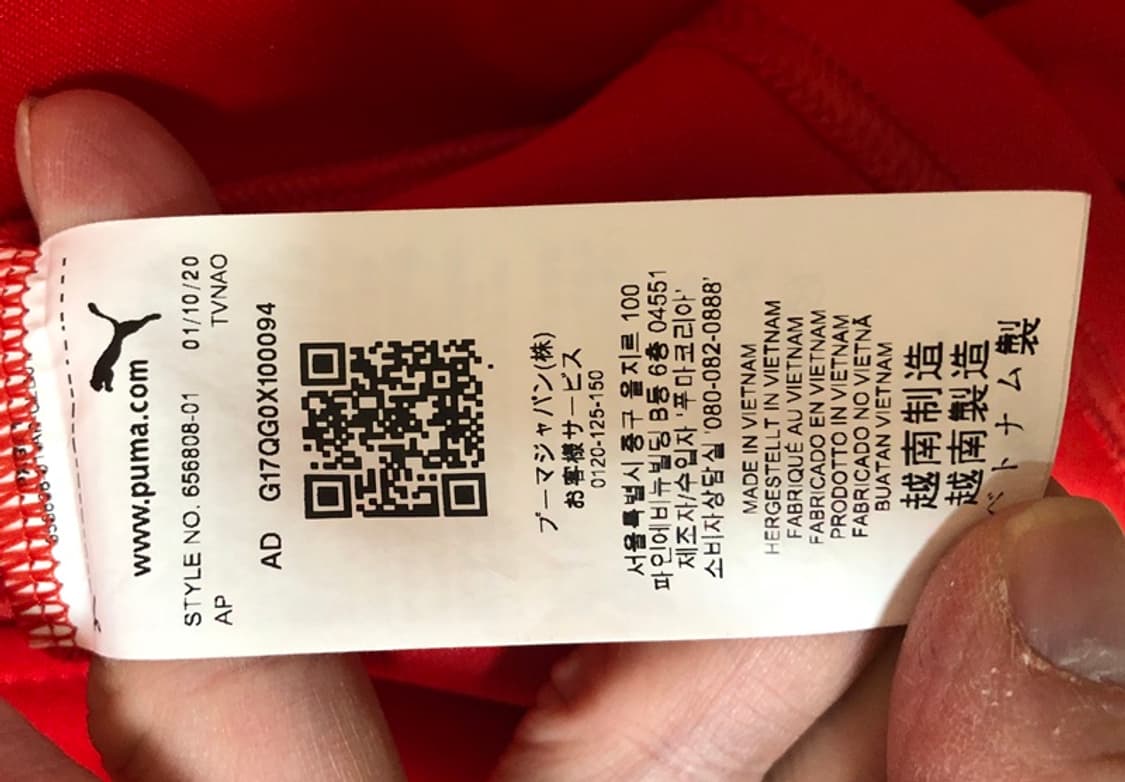 www.puma.com
STYLE NO. 656808-01 01/10/20
AP TVNAO
AD G17QG0X100094
プーマジャパン(株)
お客様サービス
0120-125-150
서울특별시 중구 을지로 100
파인에비뉴빌딩 B동 6층 04551
제조자/수입자 '푸마코리아'
소비자상담실 080-082-0888'
MADE IN VIETNAM
HERGESTELLT IN VIETNAM
FABRIQUÉ AU VIETNAM
FABRICADO EN VIETNAM
PRODOTTO IN VIETNAM
FABRICADO NO VIETNÃ
BUATAN VIETNAM
越南制造
越南製造
ベトナム製